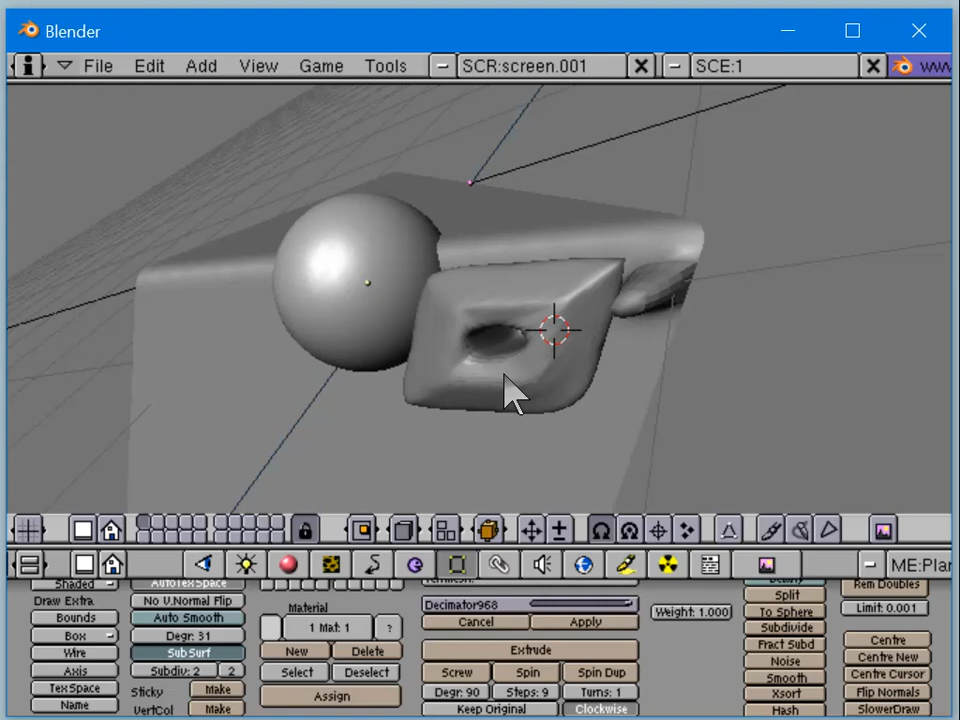 Blender
File Edit Add View Game Tools SCR:screen.001 SCE:1
ME:Plan
Shaded AutoTexSpace
Draw Extra No V.Normal Flip
Bounds Auto Smooth
Box Degr: 31
Wire SubSurf
Axis Subdiv: 2 2
TexSpace Sticky Make
Name VertCol Make
Material
1 Mat: 1 ?
New Delete
Select Deselect
Assign
Decimator968
Cancel Apply
Extrude
Screw Spin Spin Dup
Degr: 90 Steps: 9 Turns: 1
Keep Original Clockwise
Weight: 1.000
Split
To Sphere
Subdivide
Fract Subd
Noise
Smooth
Xsort
Hash
Rem Doubles
Limit: 0.001
Centre
Centre New
Centre Cursor
Flip Normals
SlowerDraw